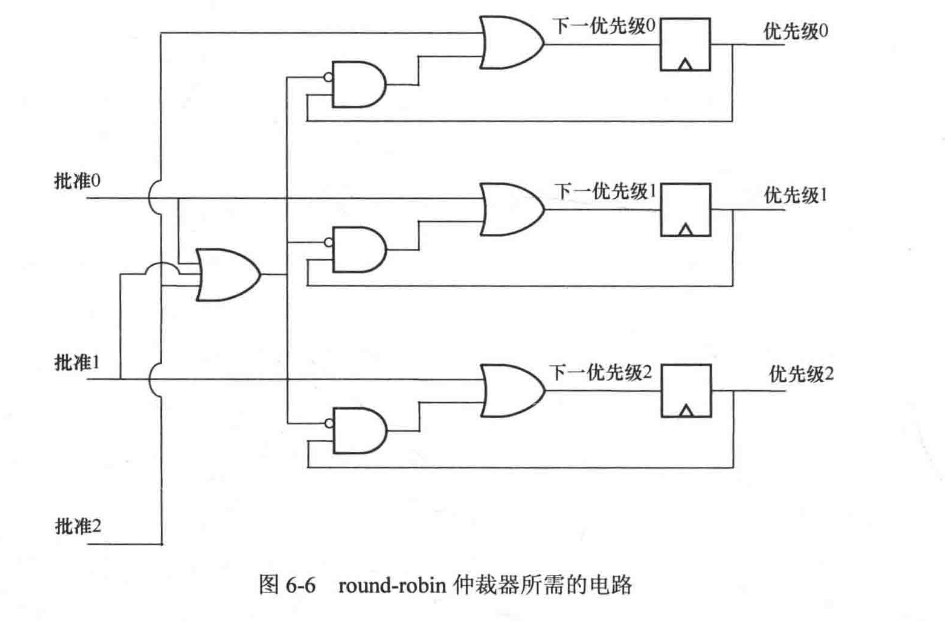 下一优先级0 优先级0
批准0
下一优先级1 优先级1
批准1
下一优先级2 优先级2
批准2
图 6-6 round-robin 仲裁器所需的电路